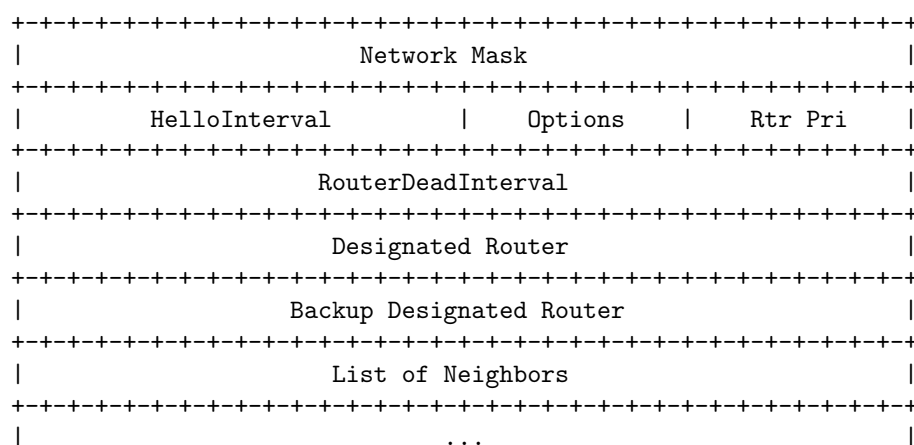 +-+-+-+-+-+-+-+-+-+-+-+-+-+-+-+-+-+-+-+-+-+-+-+-+-+-+-+-+-+-+-+-+
| Network Mask |
+-+-+-+-+-+-+-+-+-+-+-+-+-+-+-+-+-+-+-+-+-+-+-+-+-+-+-+-+-+-+-+-+
| HelloInterval | Options | Rtr Pri |
+-+-+-+-+-+-+-+-+-+-+-+-+-+-+-+-+-+-+-+-+-+-+-+-+-+-+-+-+-+-+-+-+
| RouterDeadInterval |
+-+-+-+-+-+-+-+-+-+-+-+-+-+-+-+-+-+-+-+-+-+-+-+-+-+-+-+-+-+-+-+-+
| Designated Router |
+-+-+-+-+-+-+-+-+-+-+-+-+-+-+-+-+-+-+-+-+-+-+-+-+-+-+-+-+-+-+-+-+
| Backup Designated Router |
+-+-+-+-+-+-+-+-+-+-+-+-+-+-+-+-+-+-+-+-+-+-+-+-+-+-+-+-+-+-+-+-+
| List of Neighbors |
+-+-+-+-+-+-+-+-+-+-+-+-+-+-+-+-+-+-+-+-+-+-+-+-+-+-+-+-+-+-+-+-+
| ... |